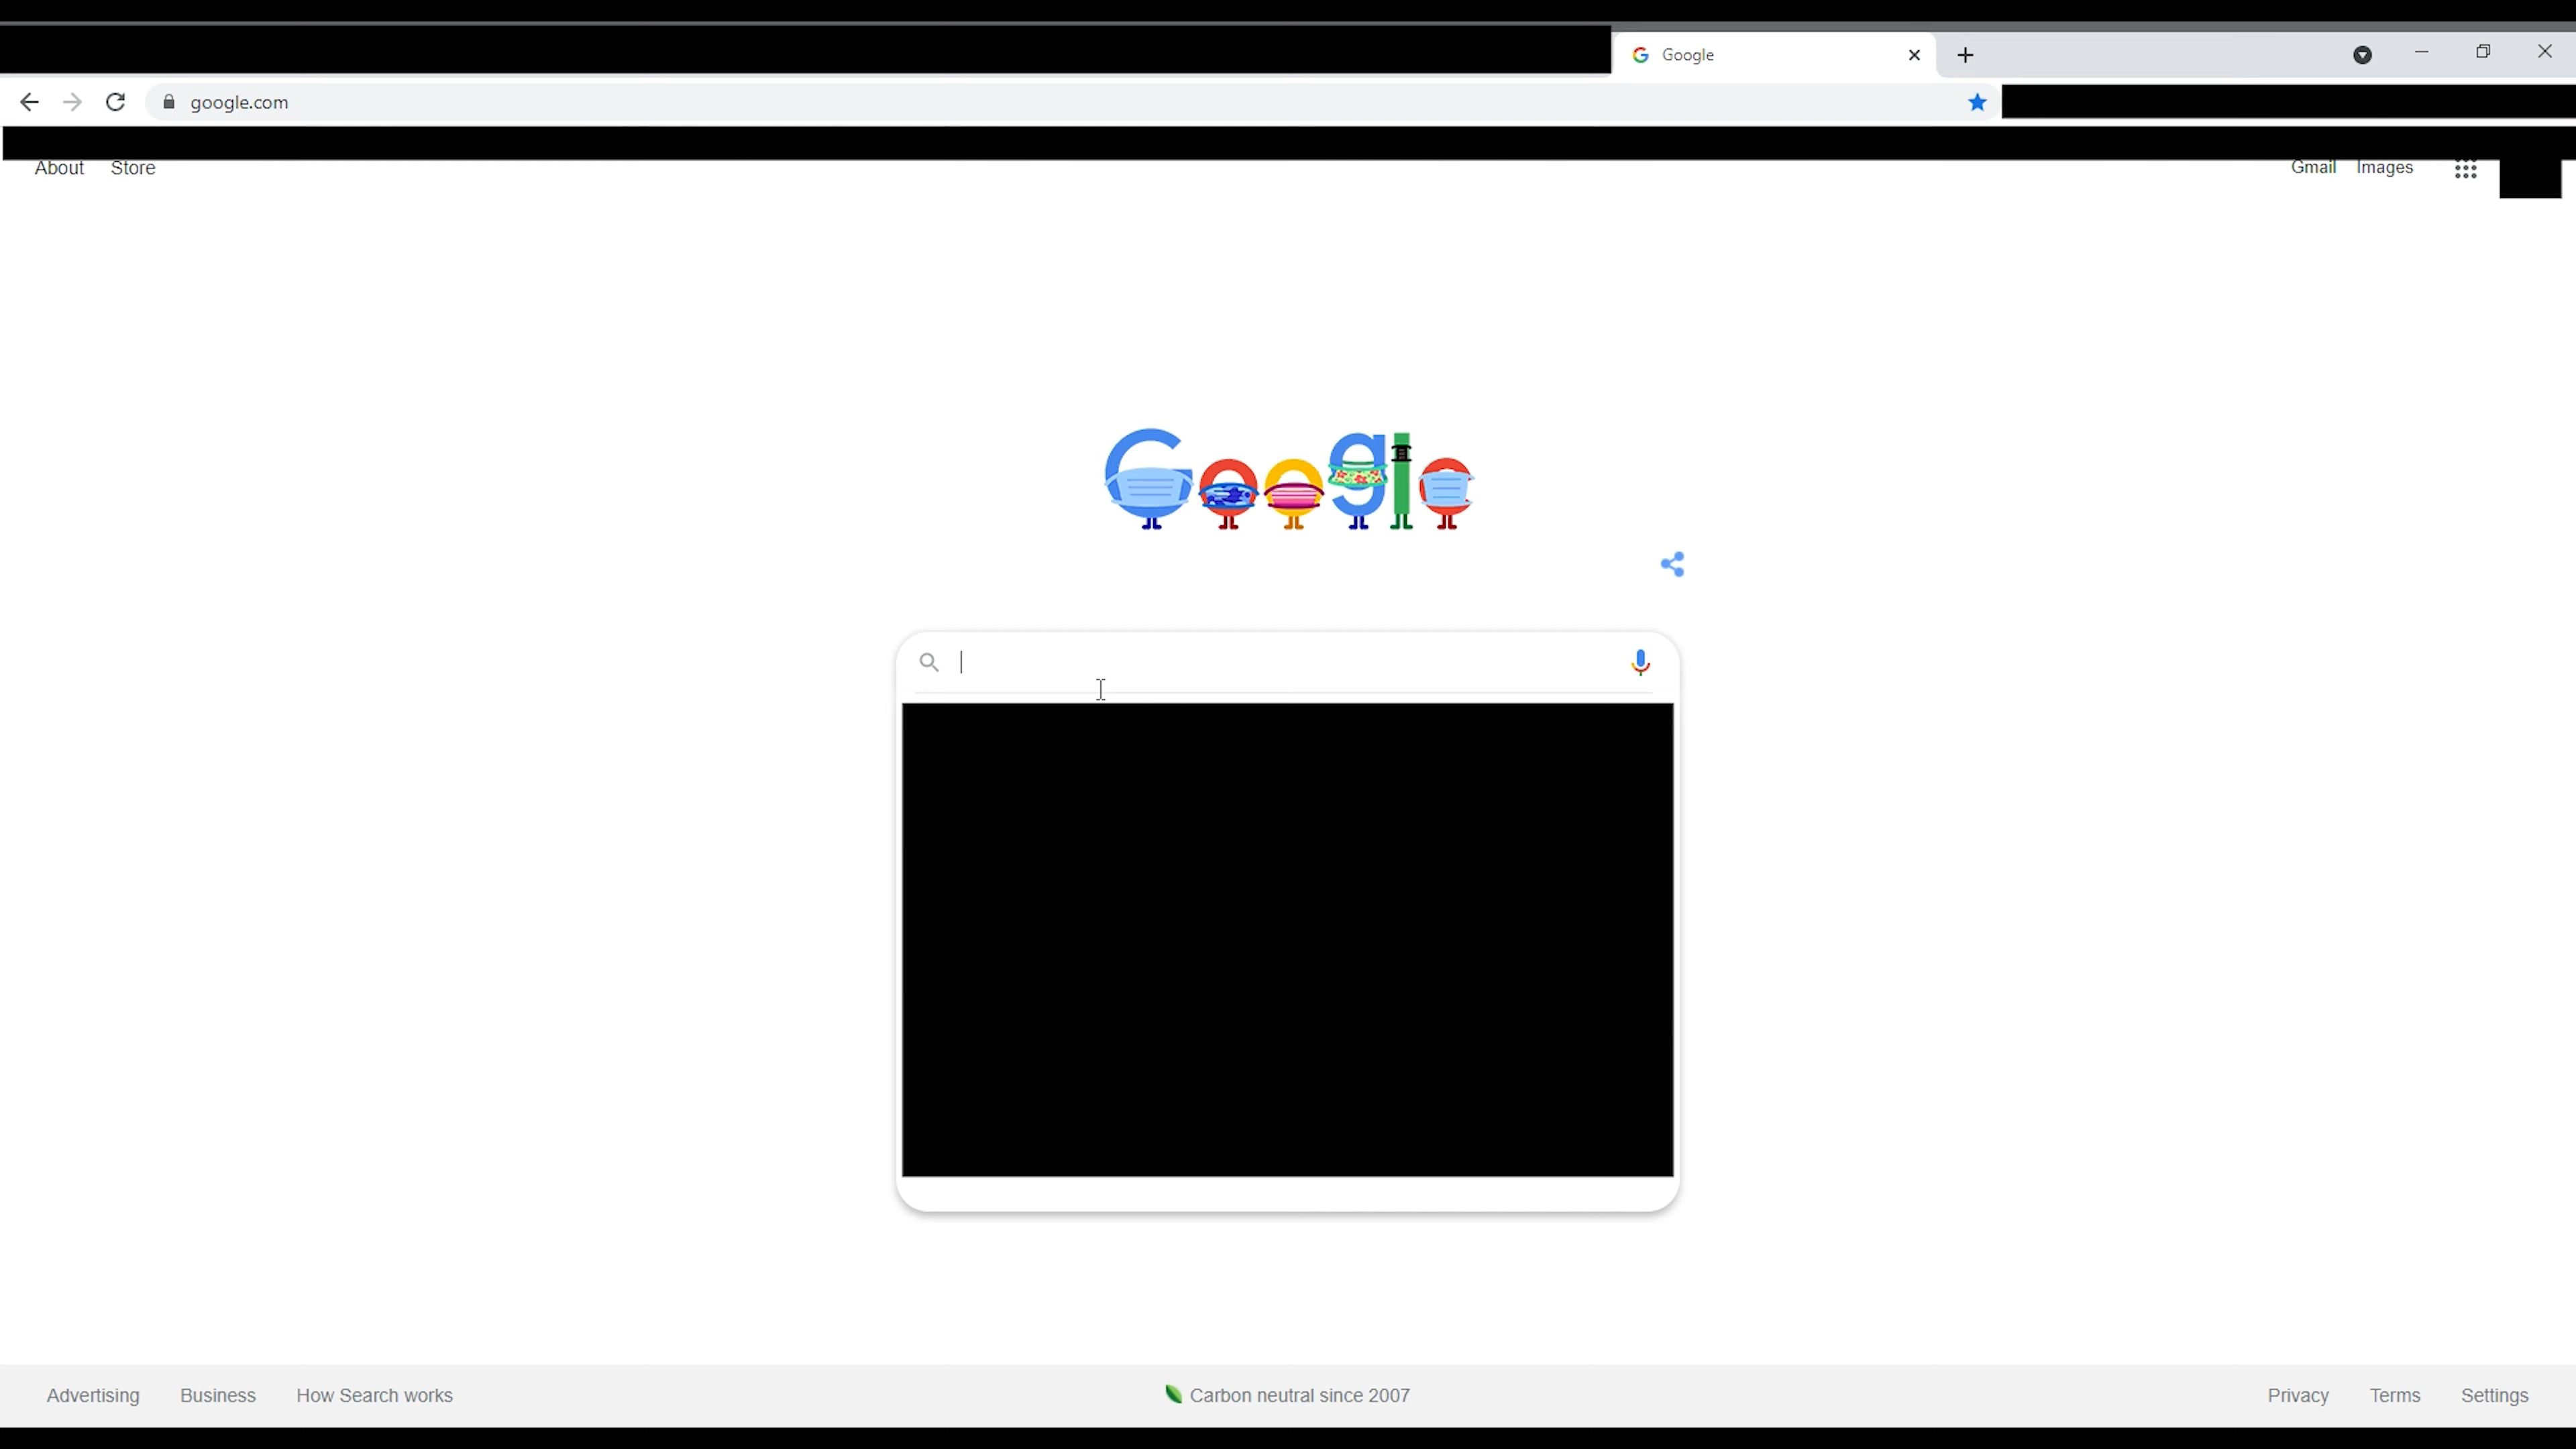 Google
google.com
About Store Gmail Images
Google
Advertising Business How Search works Carbon neutral since 2007 Privacy Terms Settings